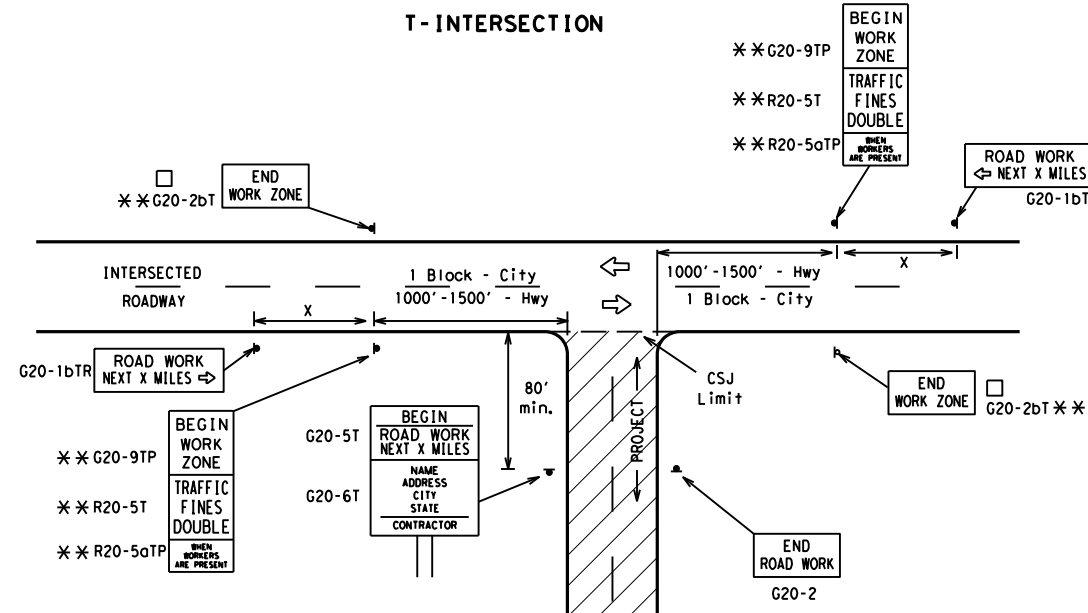 T-INTERSECTION
BEGIN
WORK
ZONE
TRAFFIC
FINES
DOUBLE
WHEN
WORKERS
ARE PRESENT
**G20-9TP
**R20-5T
**R20-5aTP
ROAD WORK
⇦ NEXT X MILES
G20-1bT
END
WORK ZONE
□
**G20-2bT
INTERSECTED
ROADWAY
1 Block - City
1000'-1500' - Hwy
X
1000'-1500' - Hwy
1 Block - City
X
G20-1bTR
ROAD WORK
NEXT X MILES ⇨
80'
min.
CSJ
Limit
PROJECT
END
WORK ZONE
□
G20-2bT **
**G20-9TP
**R20-5T
**R20-5aTP
BEGIN
WORK
ZONE
TRAFFIC
FINES
DOUBLE
WHEN
WORKERS
ARE PRESENT
G20-5T
G20-6T
BEGIN
ROAD WORK
NEXT X MILES
NAME
ADDRESS
CITY
STATE
CONTRACTOR
END
ROAD WORK
G20-2